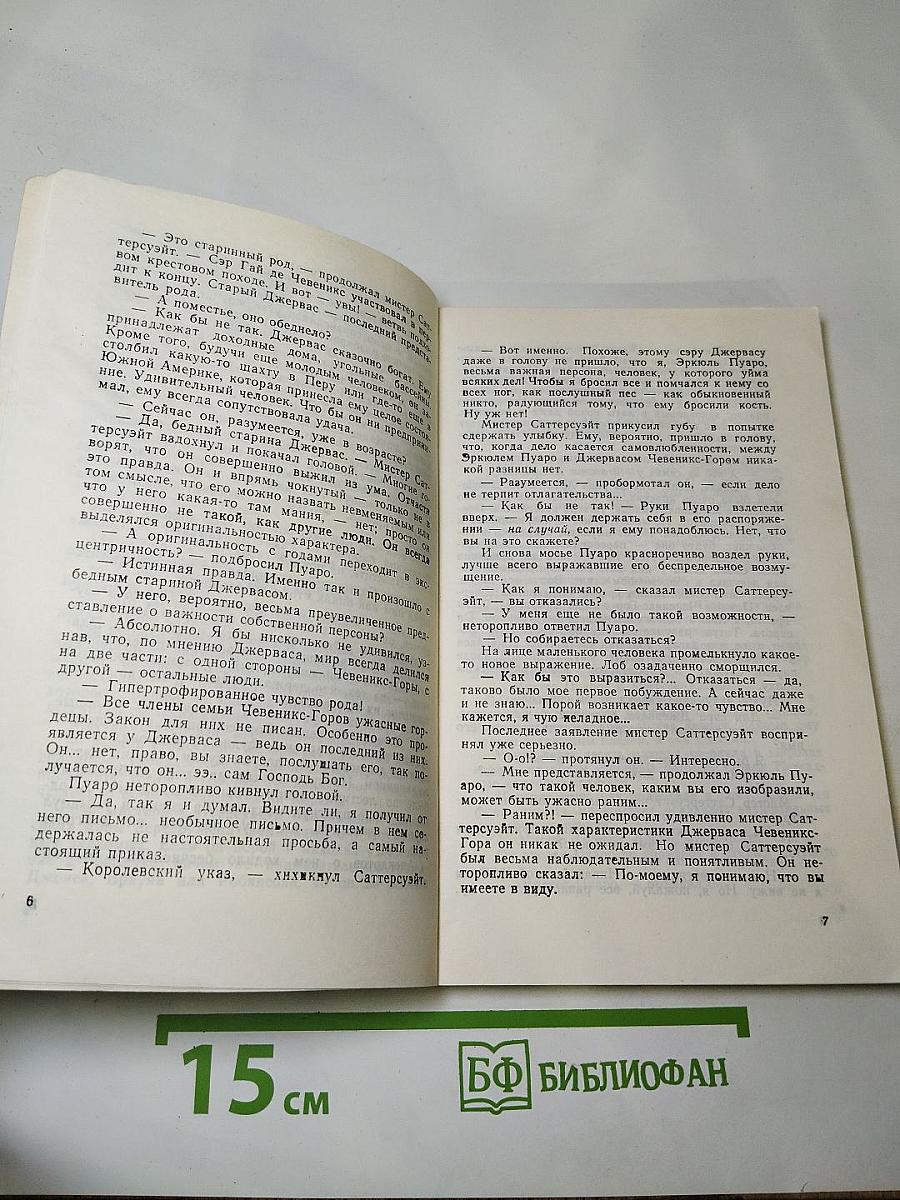 — Это старинный род, — продолжал мистер Сат-
терсуэйт. — Сэр Гай де Чевеникс участвовал в пер-
вом крестовом походе. И вот — увы! — ветвь подхо-
дит к концу. Старый Джервас — последний предста-
витель рода.
— А поместье, оно обеднело?
— Как бы не так. Джервас сказочно богат. Ему
принадлежат доходные дома, угольные бассейны.
Кроме того, будучи еще молодым человеком, он за-
столбил какую-то шахту в Перу или где-то еще в
Южной Америке, которая принесла ему целое состоя-
ние. Удивительный человек. Что бы он ни предприни-
мал, ему всегда сопутствовала удача.
— Сейчас он, разумеется, уже в возрасте?
— Да, бедный старина Джервас. — Мистер Сат-
терсуэйт вздохнул и покачал головой. — Многие го-
ворят, что он совершенно выжил из ума. Отчасти
это правда. Он и впрямь чокнутый — только не в
том смысле, что его можно назвать невменяемым или
что у него какая-то там мания, — нет; просто он
совершенно не такой, как другие люди. Он всегда
выделялся оригинальностью характера.
— А оригинальность с годами переходит в экс-
центричность? — подбросил Пуаро.
— Истинная правда. Именно так и произошло с
бедным стариной Джервасом.
— У него, вероятно, весьма преувеличенное пред-
ставление о важности собственной персоны?
— Абсолютно. Я бы нисколько не удивился, уз-
нав, что, по мнению Джерваса, мир всегда делился
на две части: с одной стороны — Чевеникс-Горы, с
другой — остальные люди.
— Гипертрофированное чувство рода!
— Все члены семьи Чевеникс-Горов ужасные гор-
децы. Закон для них не писан. Особенно это про-
является у Джерваса — ведь он последний из них.
Он... нет, право, вы знаете, послушать его, так по-
лучается, что он... ээ.. сам Господь Бог.
Пуаро неторопливо кивнул головой.
— Да, так я и думал. Видите ли, я получил от
него письмо... необычное письмо. Причем в нем со-
держалась не настоятельная просьба, а самый на-
стоящий приказ.
— Королевский указ, — хихикнул Саттерсуэйт.
6
— Вот именно. Похоже, этому сэру Джервасу
даже в голову не пришло, что я, Эркюль Пуаро,
весьма важная персона, человек, у которого уйма
всяких дел! Чтобы я бросил все и помчался к нему со
всех ног, как послушный пес — как обыкновенный
никто, радующийся тому, что ему бросили кость.
Ну уж нет!
Мистер Саттерсуэйт прикусил губу в попытке
сдержать улыбку. Ему, вероятно, пришло в голову,
что, когда дело касается самовлюбленности, между
Эркюлем Пуаро и Джервасом Чевеникс-Гором ника-
кой разницы нет.
— Разумеется, — пробормотал он, — если дело
не терпит отлагательства...
— Как бы не так! — Руки Пуаро взлетели
вверх. — Я должен держать себя в его распоряже-
нии — на случай, если я ему понадоблюсь. Нет, что
вы на это скажете?
И снова мосье Пуаро красноречиво воздел руки,
лучше всего выражавшие его беспредельное возму-
щение.
— Как я понимаю, — сказал мистер Саттерсу-
эйт, — вы отказались?
— У меня еще не было такой возможности, —
неторопливо ответил Пуаро.
— Но собираетесь отказаться?
На лице маленького человека промелькнуло какое-
то новое выражение. Лоб озадаченно сморщился.
— Как бы это выразиться?... Отказаться — да,
таково было мое первое побуждение. А сейчас даже
и не знаю... Порой возникает какое-то чувство... Мне
кажется, я чую неладное...
Последнее заявление мистер Саттерсуэйт воспри-
нял уже серьезно.
— О-о!? — протянул он. — Интересно.
— Мне представляется, — продолжал Эркюль Пу-
аро, — что такой человек, каким вы его изобразили,
может быть ужасно раним...
— Раним?! — переспросил удивленно мистер Сат-
терсуэйт. Такой характеристики Джерваса Чевеникс-
Гора он никак не ожидал. Но мистер Саттерсуэйт
был весьма наблюдательным и понятливым. Он не-
торопливо сказал: — По-моему, я понимаю, что вы
имеете в виду.
7
15 см
БФ БИБЛИОФАН